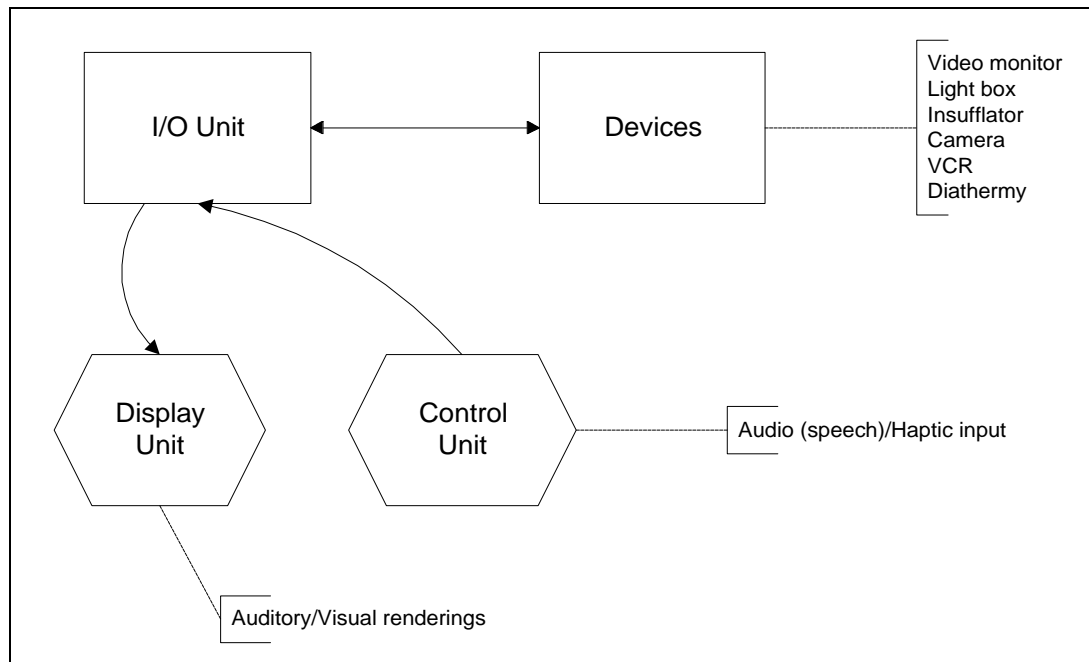 I/O Unit
Devices
Video monitor
Light box
Insufflator
Camera
VCR
Diathermy
Display
Unit
Control
Unit
Audio (speech)/Haptic input
Auditory/Visual renderings